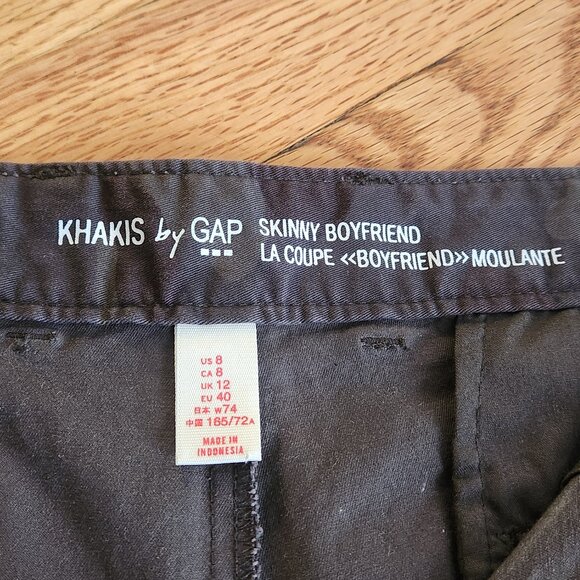 KHAKIS by GAP
SKINNY BOYFRIEND
LA COUPE <<BOYFRIEND>> MOULANTE
US 8
CA 8
UK 12
EU 40
日本 W74
中国 165/72A
MADE IN
INDONESIA